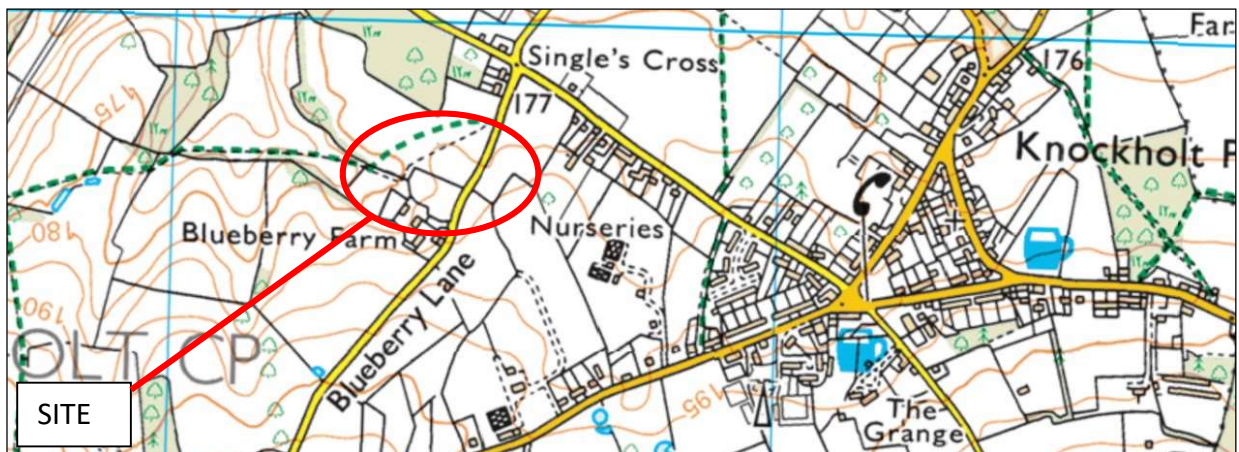 Single's Cross
177
176
Far
Knockholt P
175
180
190
195
Blueberry Farm
Nurseries
Blueberry Lane
OLT CP
SITE
The
Grange